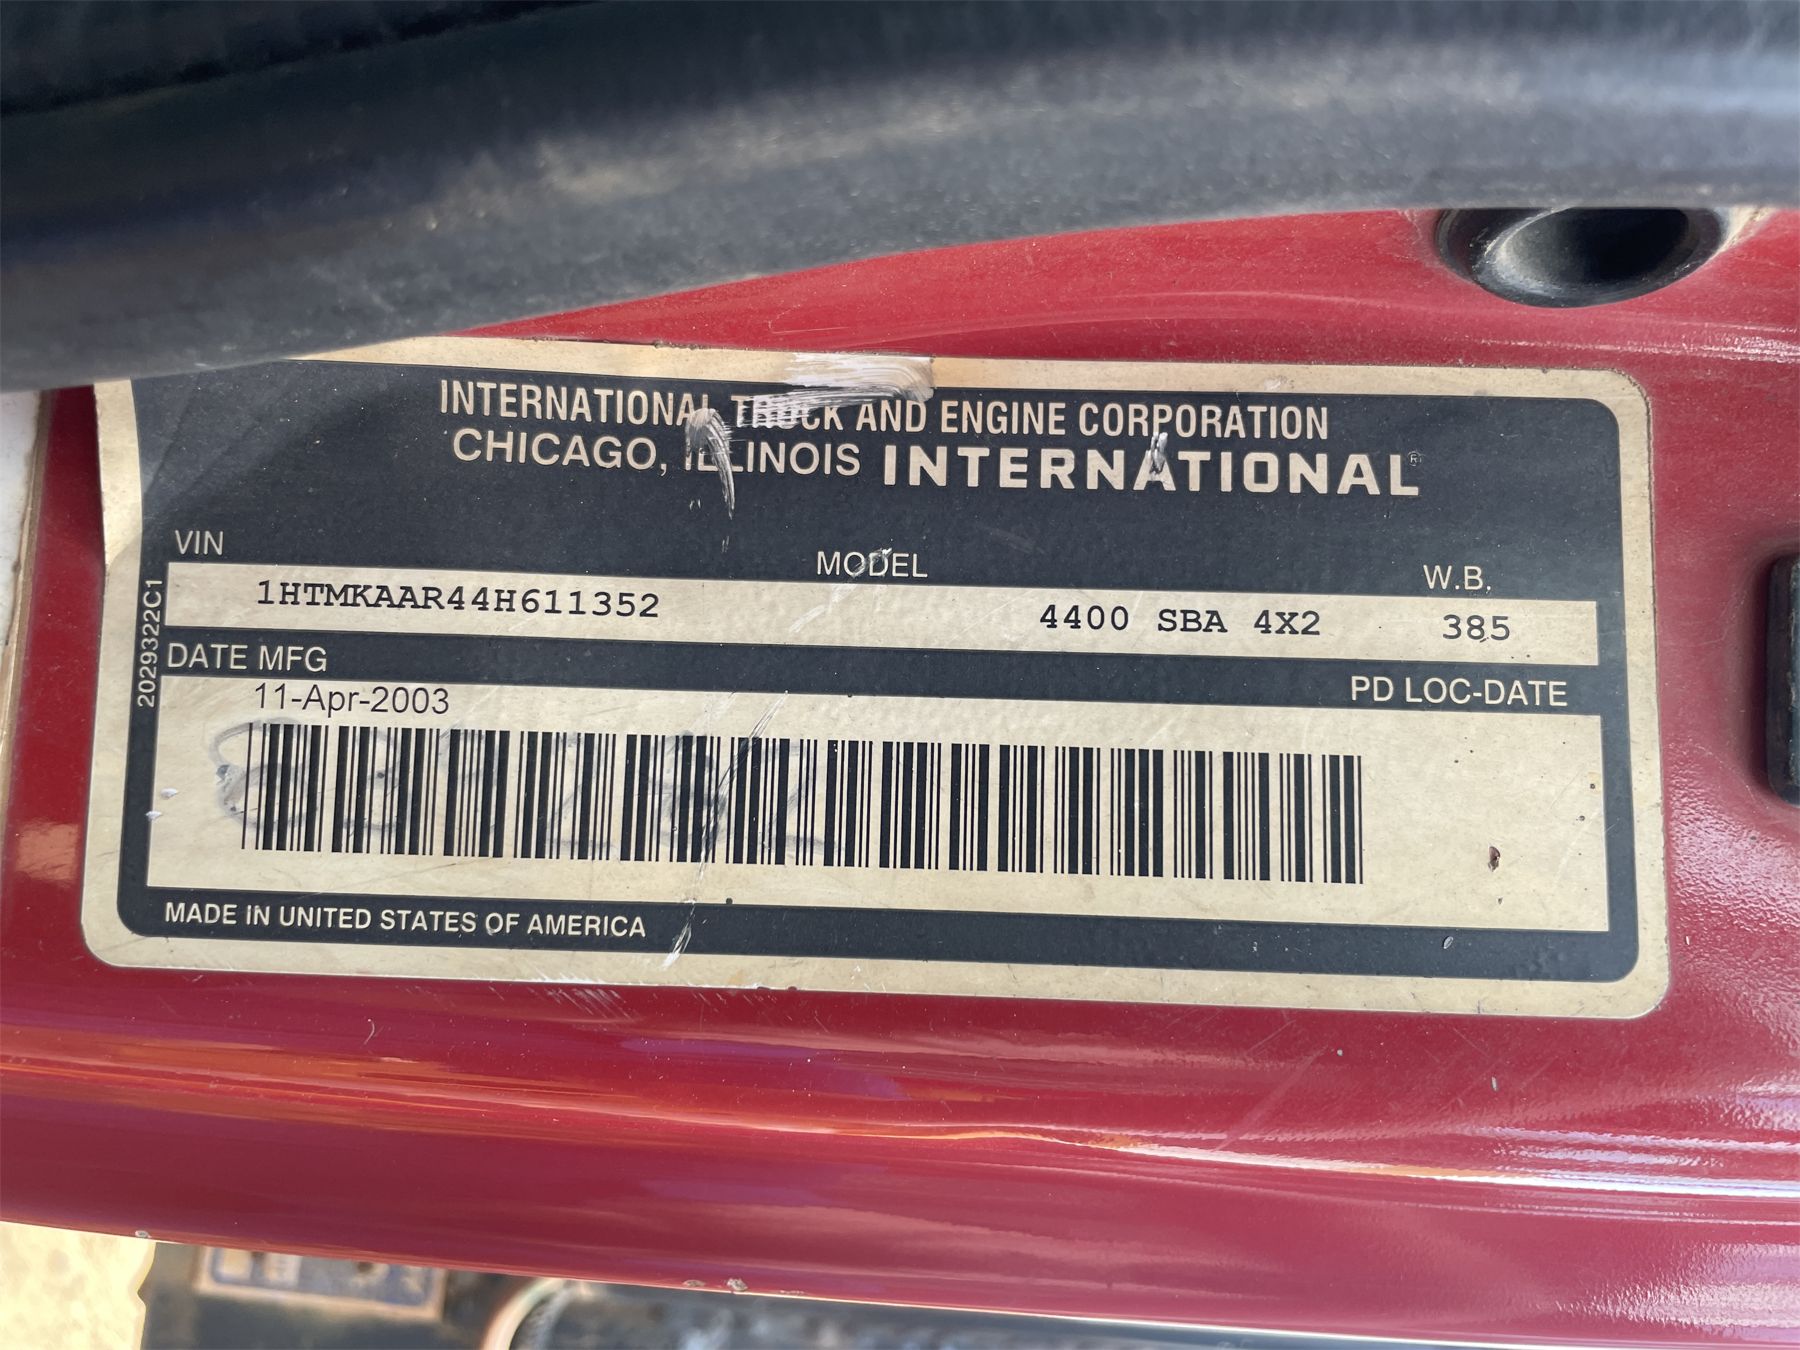 INTERNATIONAL TRUCK AND ENGINE CORPORATION
CHICAGO, ILLINOIS INTERNATIONAL®
VIN MODEL W.B.
1HTMKAAR44H611352 4400 SBA 4X2 385
DATE MFG PD LOC-DATE
11-Apr-2003
MADE IN UNITED STATES OF AMERICA
2029322C1